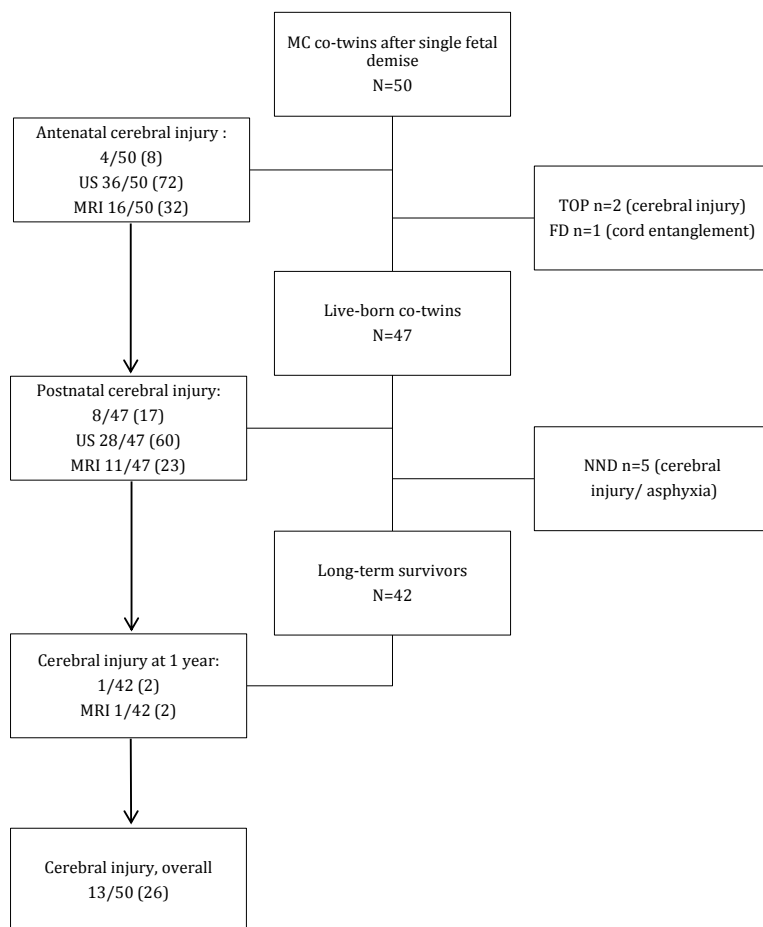 MC co-twins after single fetal
demise
N=50
Antenatal cerebral injury :
4/50 (8)
US 36/50 (72)
MRI 16/50 (32)
TOP n=2 (cerebral injury)
FD n=1 (cord entanglement)
Live-born co-twins
N=47
Postnatal cerebral injury:
8/47 (17)
US 28/47 (60)
MRI 11/47 (23)
NND n=5 (cerebral
injury/ asphyxia)
Long-term survivors
N=42
Cerebral injury at 1 year:
1/42 (2)
MRI 1/42 (2)
Cerebral injury, overall
13/50 (26)